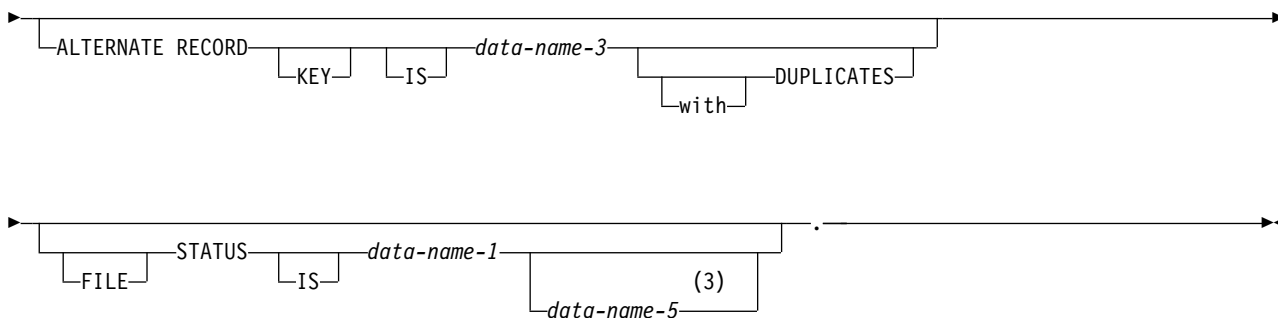 ALTERNATE RECORD KEY IS data-name-3 with DUPLICATES
.
FILE STATUS IS data-name-1 (3) data-name-5